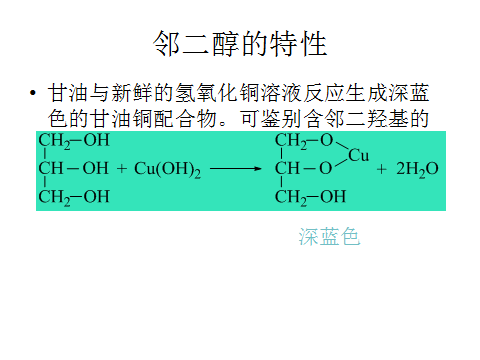 邻二醇的特性
• 甘油与新鲜的氢氧化铜溶液反应生成深蓝
色的甘油铜配合物。可鉴别含邻二羟基的
CH₂—OH CH₂—O
Cu
CH — OH + Cu(OH)₂ → CH — O + 2H₂O
CH₂—OH CH₂—OH
深蓝色